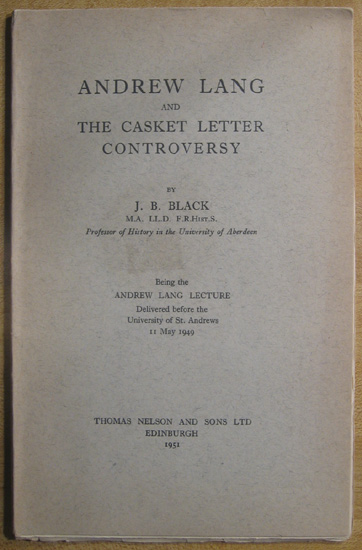 ANDREW LANG
AND
THE CASKET LETTER
CONTROVERSY
BY
J. B. BLACK
M.A. LL.D. F.R.HIST.S.
Professor of History in the University of Aberdeen
Being the
ANDREW LANG LECTURE
Delivered before the
University of St. Andrews
11 May 1949
THOMAS NELSON AND SONS LTD
EDINBURGH
1951